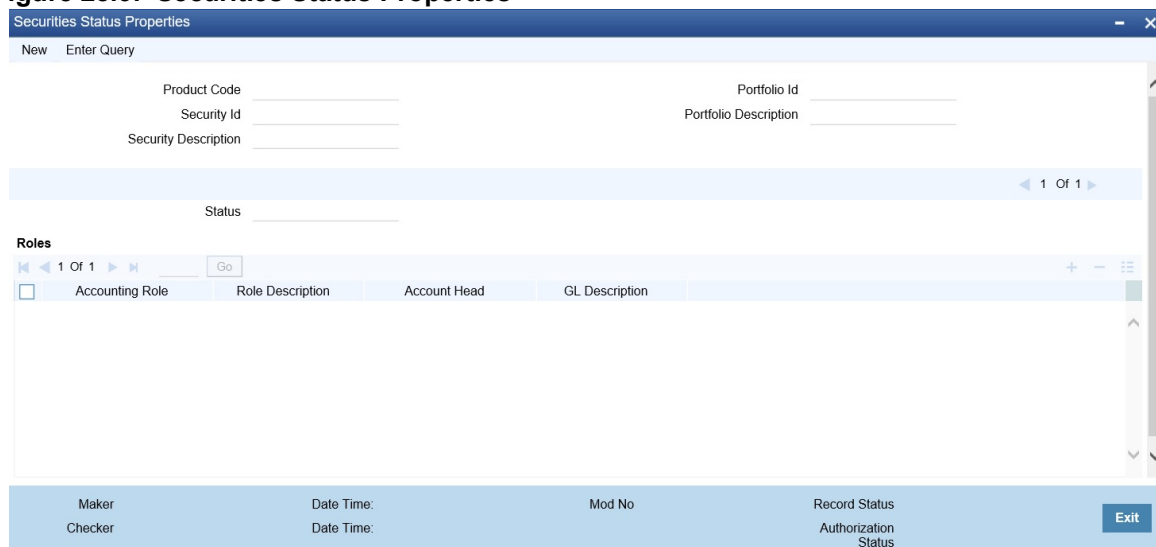 Securities Status Properties
New Enter Query
Product Code Portfolio Id
Security Id Portfolio Description
Security Description
1 Of 1
Status
Roles
1 Of 1 Go
Accounting Role Role Description Account Head GL Description
Maker Date Time: Mod No Record Status
Checker Date Time: Authorization Status
Exit